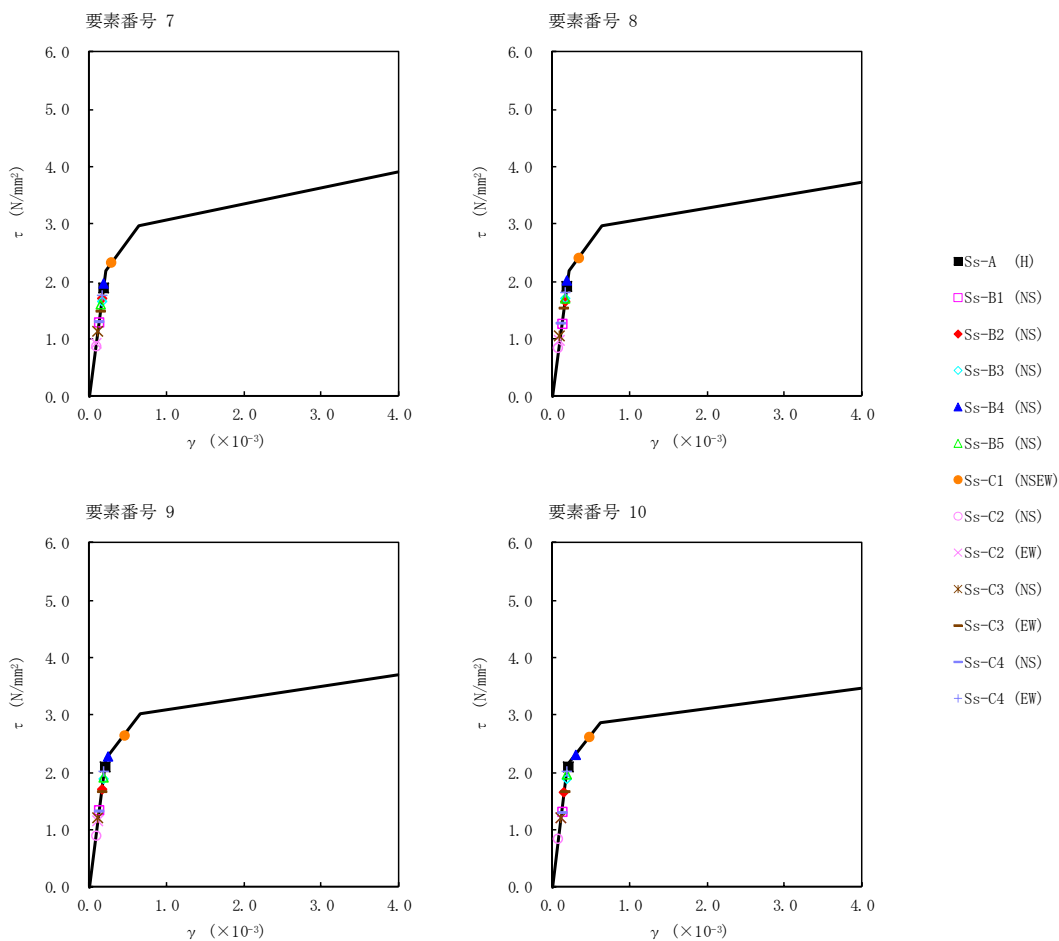 要素番号 7
6.0
5.0
4.0
3.0
2.0
1.0
0.0
τ (N/mm²)
0.0 1.0 2.0 3.0 4.0
γ (×10⁻³)
要素番号 8
6.0
5.0
4.0
3.0
2.0
1.0
0.0
τ (N/mm²)
0.0 1.0 2.0 3.0 4.0
γ (×10⁻³)
要素番号 9
6.0
5.0
4.0
3.0
2.0
1.0
0.0
τ (N/mm²)
0.0 1.0 2.0 3.0 4.0
γ (×10⁻³)
要素番号 10
6.0
5.0
4.0
3.0
2.0
1.0
0.0
τ (N/mm²)
0.0 1.0 2.0 3.0 4.0
γ (×10⁻³)
Ss-A (H)
Ss-B1 (NS)
Ss-B2 (NS)
Ss-B3 (NS)
Ss-B4 (NS)
Ss-B5 (NS)
Ss-C1 (NSEW)
Ss-C2 (NS)
Ss-C2 (EW)
Ss-C3 (NS)
Ss-C3 (EW)
Ss-C4 (NS)
Ss-C4 (EW)